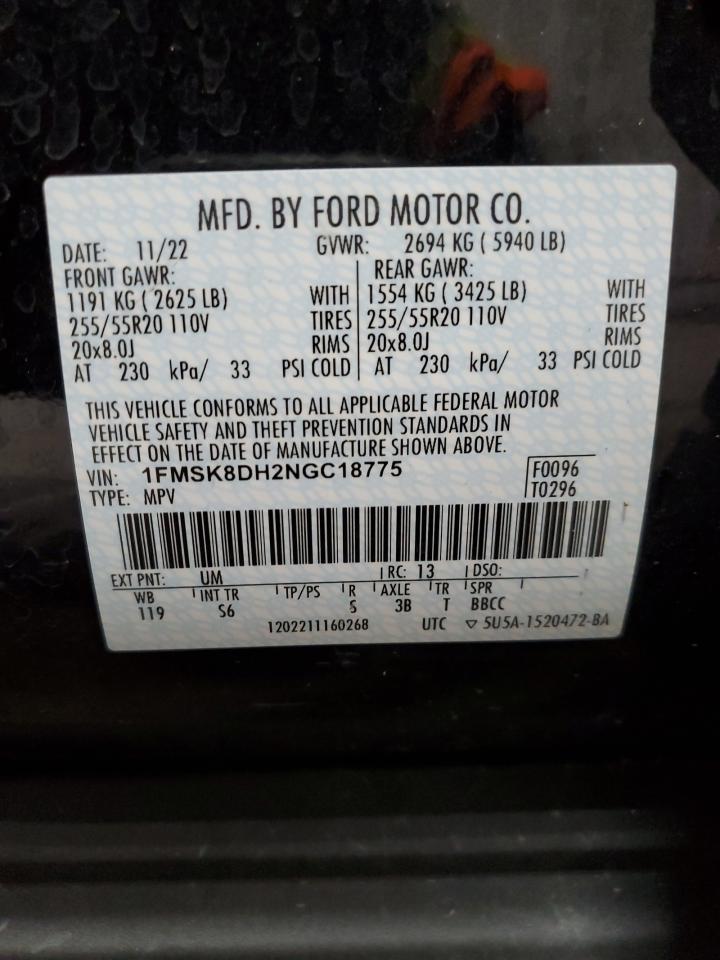 MFD. BY FORD MOTOR CO.
DATE: 11/22 GVWR: 2694 KG ( 5940 LB)
FRONT GAWR: REAR GAWR:
1191 KG ( 2625 LB) WITH 1554 KG ( 3425 LB) WITH
255/55R20 110V TIRES 255/55R20 110V TIRES
20x8.0J RIMS 20x8.0J RIMS
AT 230 kPa/ 33 PSI COLD AT 230 kPa/ 33 PSI COLD
THIS VEHICLE CONFORMS TO ALL APPLICABLE FEDERAL MOTOR
VEHICLE SAFETY AND THEFT PREVENTION STANDARDS IN
EFFECT ON THE DATE OF MANUFACTURE SHOWN ABOVE.
VIN: 1FMSK8DH2NGC18775 F0096
TYPE: MPV T0296
EXT PNT: UM RC: 13 DSO:
WB INT TR TP/PS R AXLE TR SPR
119 S6 S 3B T BBCC
1202211160268 UTC ▽ 5U5A-1520472-BA